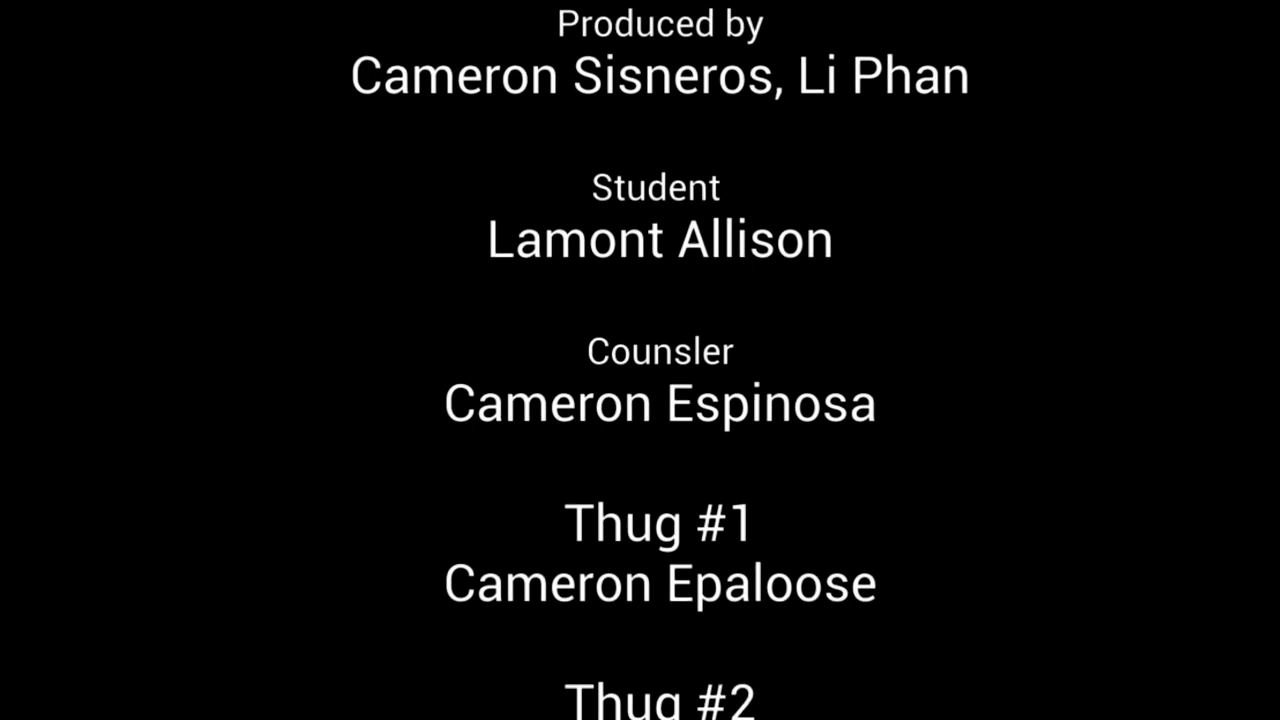 Produced by
Cameron Sisneros, Li Phan
Student
Lamont Allison
Counsler
Cameron Espinosa
Thug #1
Cameron Epaloose
Thug #2